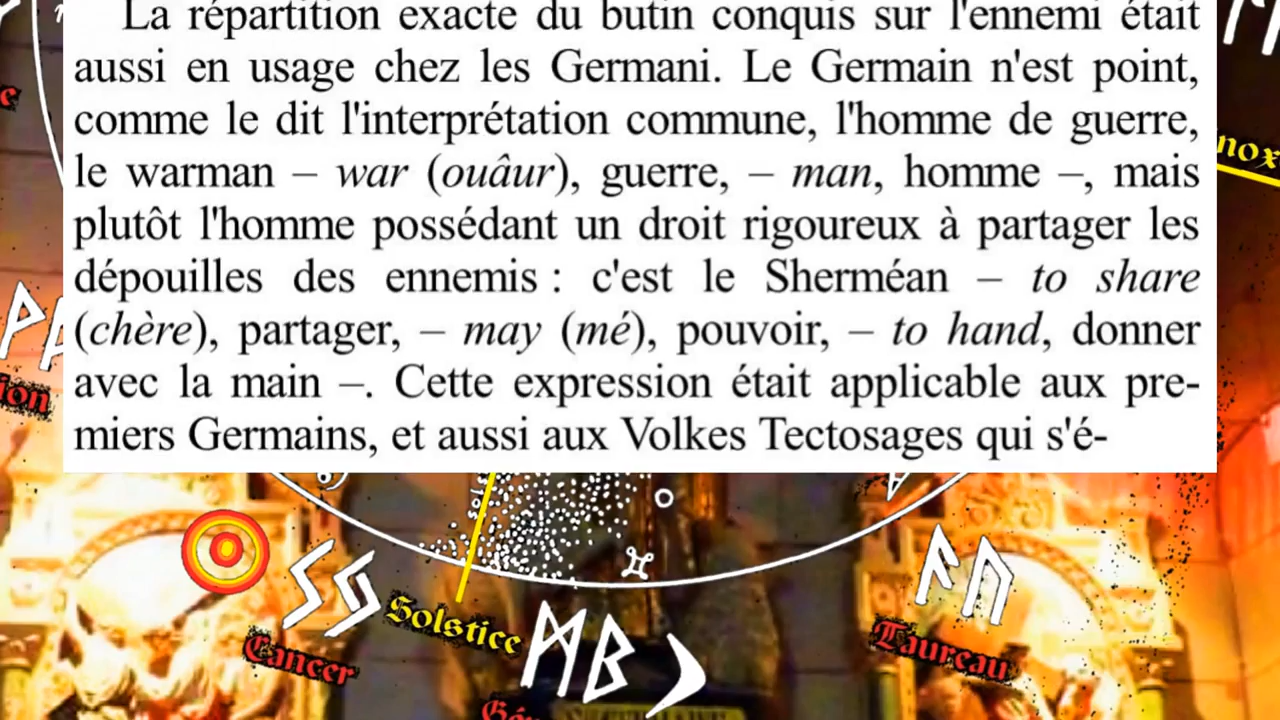 La répartition exacte du butin conquis sur l'ennemi était
aussi en usage chez les Germani. Le Germain n'est point,
comme le dit l'interprétation commune, l'homme de guerre,
le warman – war (ouâur), guerre, – man, homme –, mais
plutôt l'homme possédant un droit rigoureux à partager les
dépouilles des ennemis : c'est le Sherméan – to share
(chère), partager, – may (mé), pouvoir, – to hand, donner
avec la main –. Cette expression était applicable aux pre-
miers Germains, et aussi aux Volkes Tectosages qui s'é-
Solstice
Cancer
Taureau